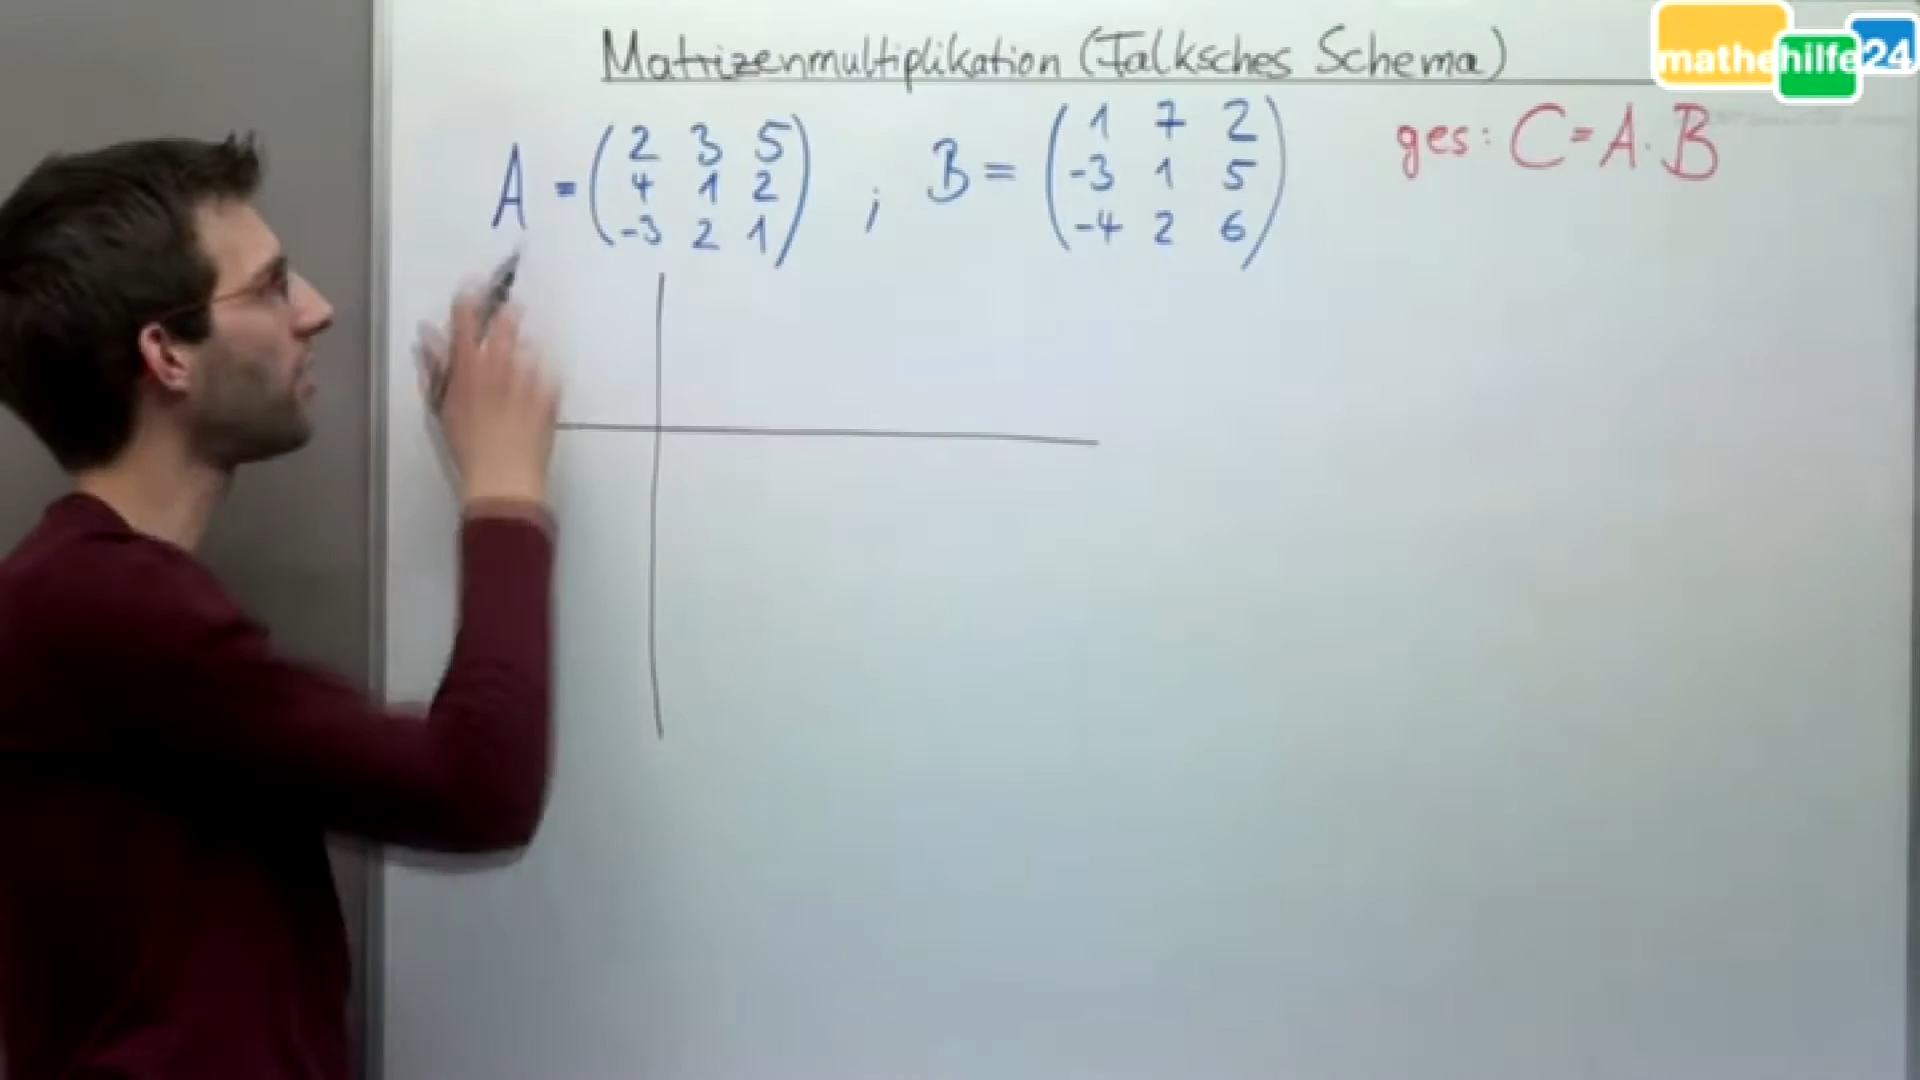 Matrizenmultiplikation (Falksches Schema)
mathehilfe24
A = (2 3 5
4 1 2
-3 2 1) ; B = (1 7 2
-3 1 5
-4 2 6)
ges: C = A · B